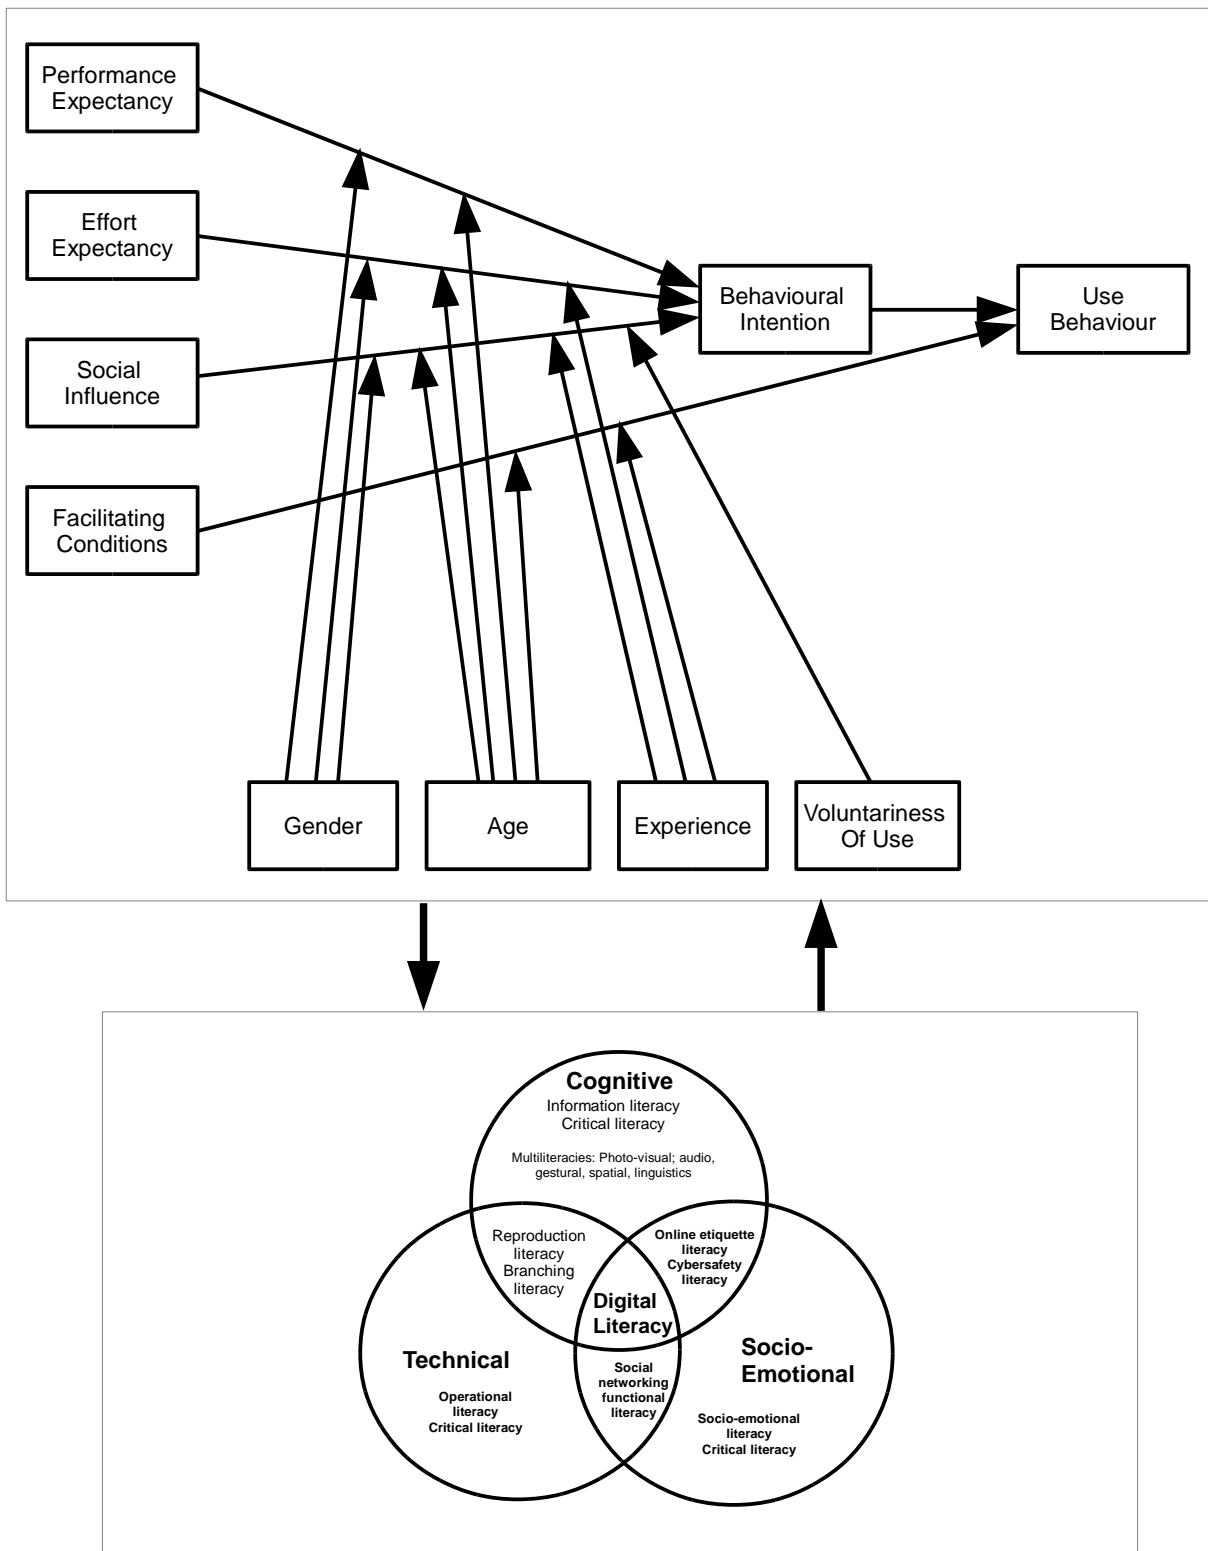 Performance
Expectancy
Effort
Expectancy
Social
Influence
Facilitating
Conditions
Behavioural
Intention
Use
Behaviour
Gender
Age
Experience
Voluntariness
Of Use
Cognitive
Information literacy
Critical literacy
Multiliteracies: Photo-visual; audio,
gestural, spatial, linguistics
Reproduction
literacy
Branching
literacy
Online etiquette
literacy
Cybersafety
literacy
Digital
Literacy
Technical
Operational
literacy
Critical literacy
Social
networking
functional
literacy
Socio-
Emotional
Socio-emotional
literacy
Critical literacy